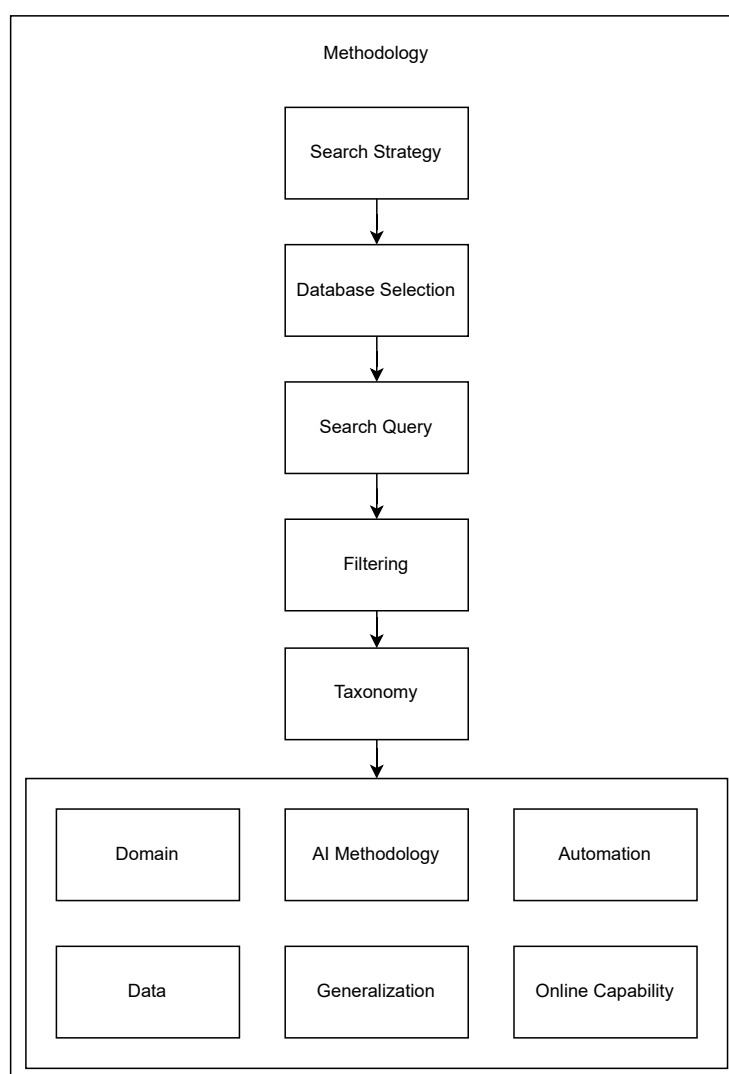 Methodology
Search Strategy
Database Selection
Search Query
Filtering
Taxonomy
Domain
AI Methodology
Automation
Data
Generalization
Online Capability